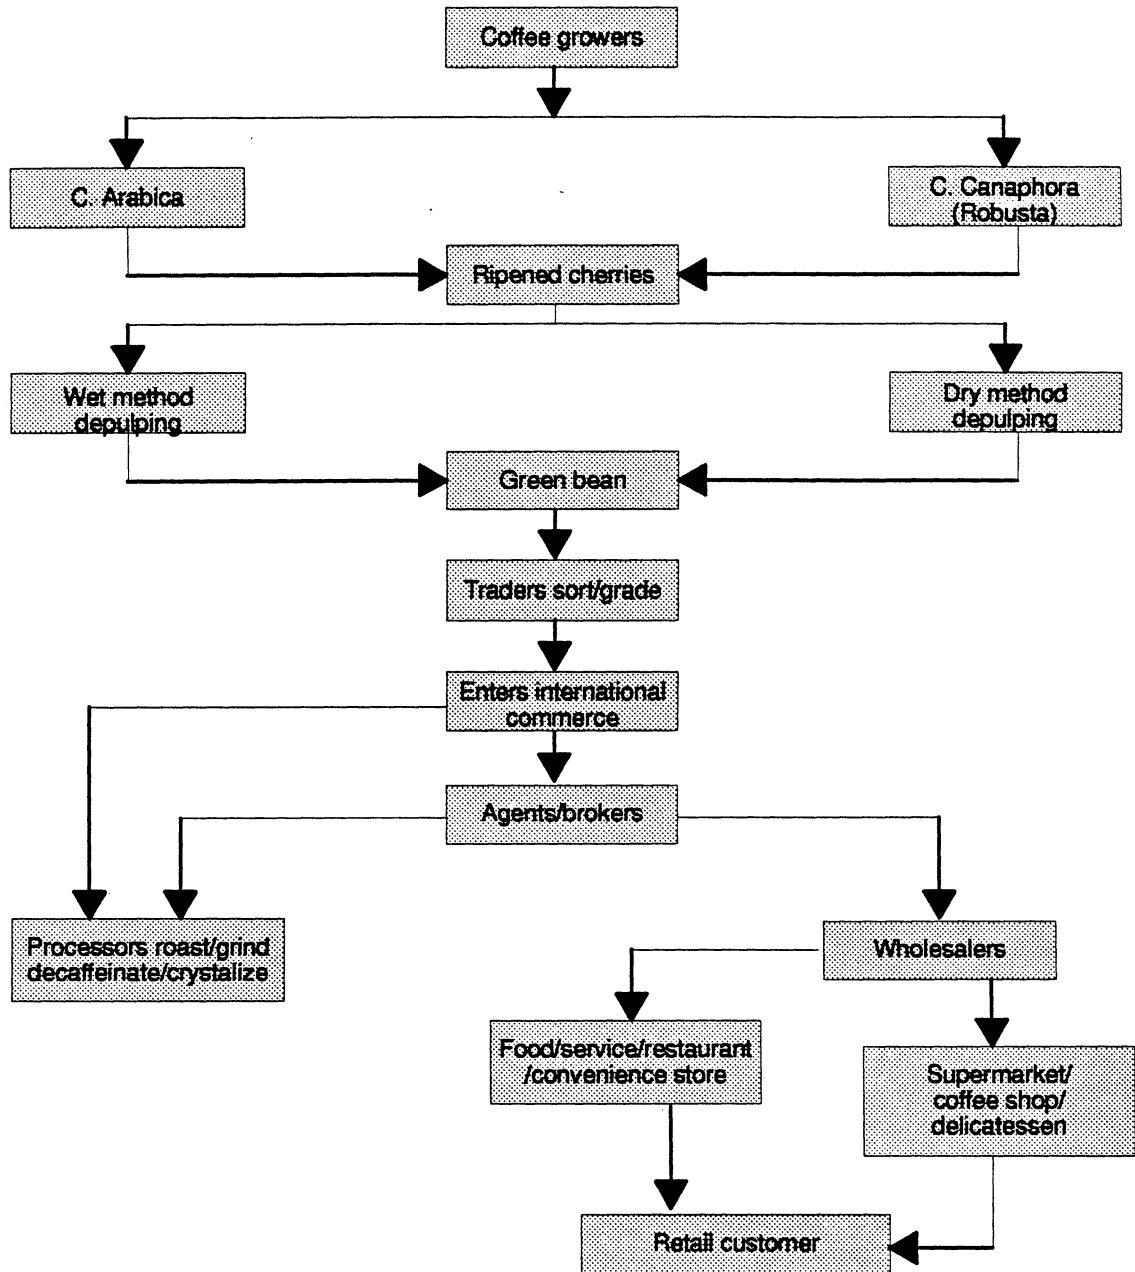 Coffee growers
C. Arabica
C. Canaphora
(Robusta)
Ripened cherries
Wet method
depulping
Dry method
depulping
Green bean
Traders sort/grade
Enters international
commerce
Agents/brokers
Processors roast/grind
decaffeinate/crystalize
Wholesalers
Food/service/restaurant
/convenience store
Supermarket/
coffee shop/
delicatessen
Retail customer